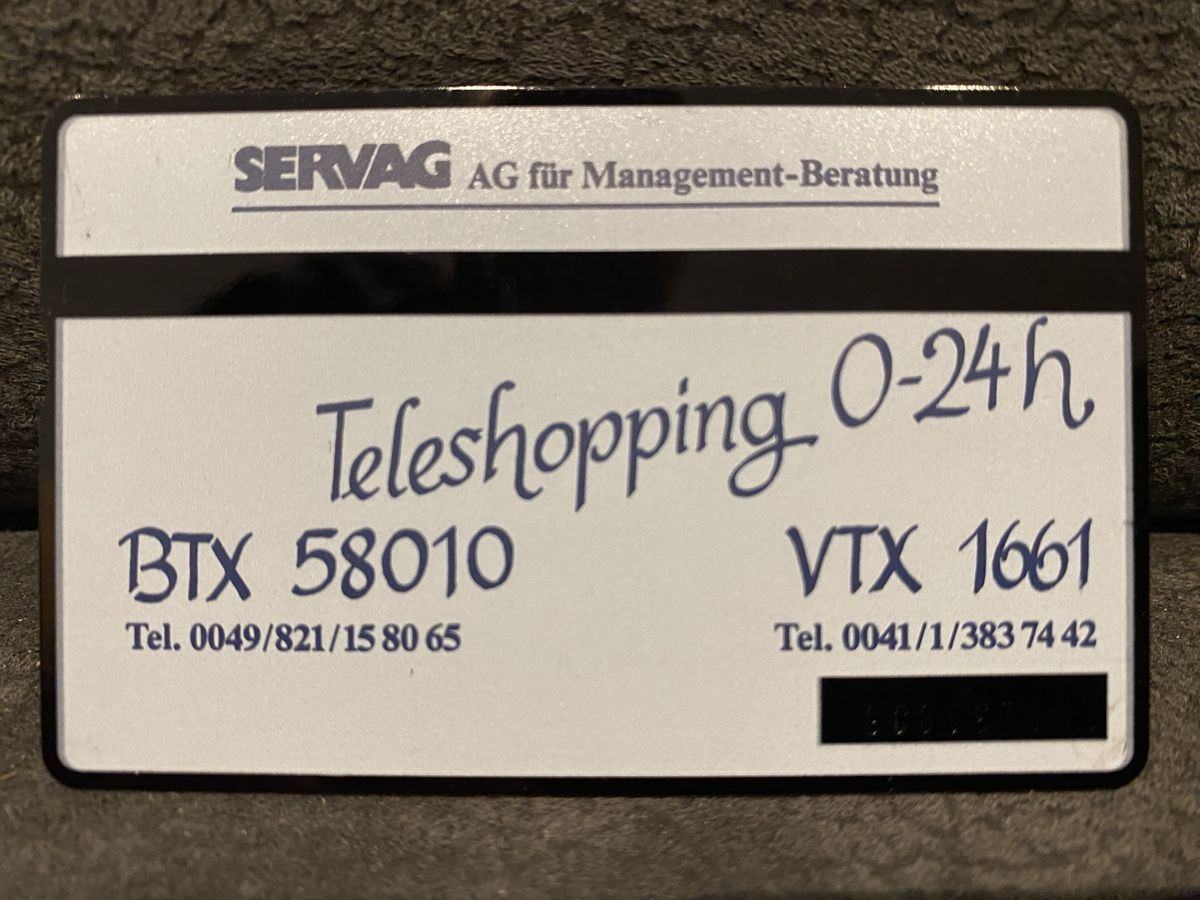 SERVAG AG für Management-Beratung
Teleshopping 0-24h
BTX 58010
Tel. 0049/821/15 80 65
VTX 1661
Tel. 0041/1/383 74 42